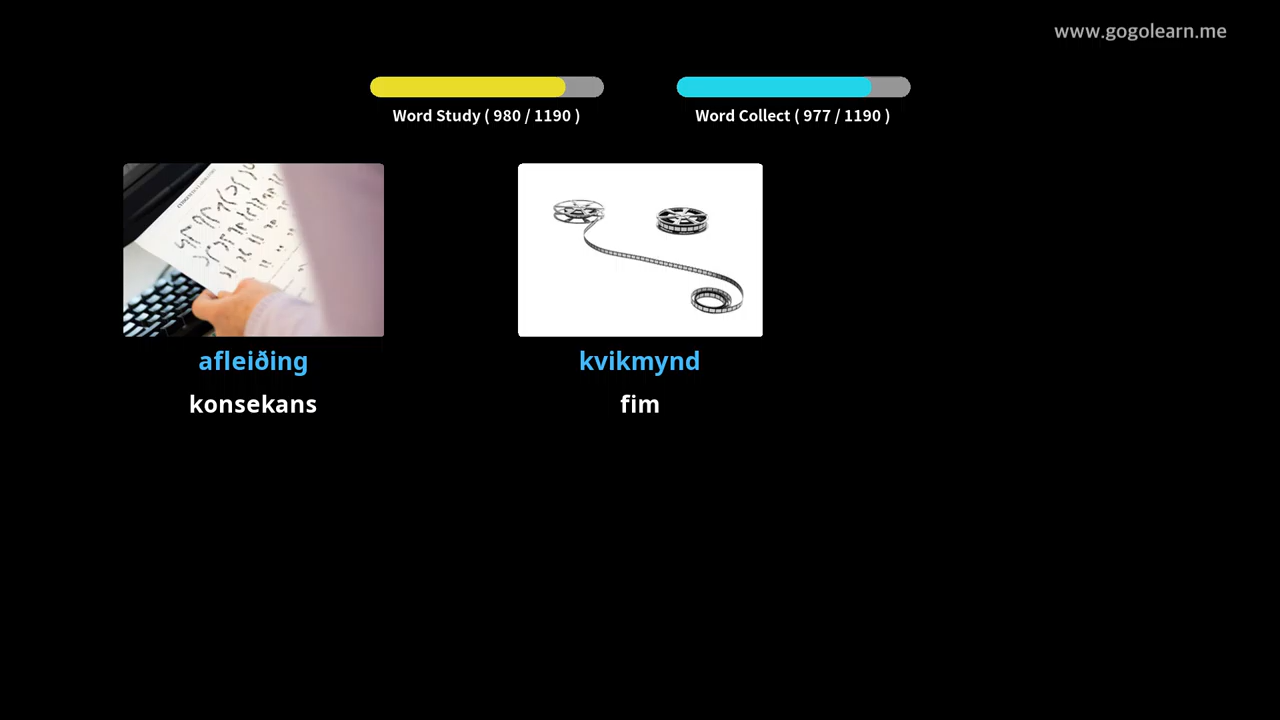 www.gogolearn.me
Word Study ( 980 / 1190 )
Word Collect ( 977 / 1190 )
afleiðing
kvikmynd
konsekans
fim